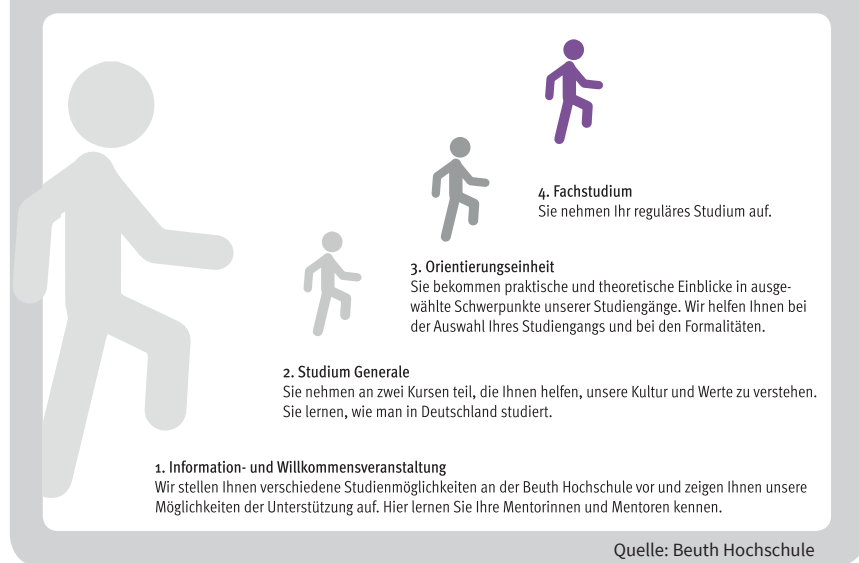 4. Fachstudium
Sie nehmen Ihr reguläres Studium auf.
3. Orientierungseinheit
Sie bekommen praktische und theoretische Einblicke in ausge-
wählte Schwerpunkte unserer Studiengänge. Wir helfen Ihnen bei
der Auswahl Ihres Studiengangs und bei den Formalitäten.
2. Studium Generale
Sie nehmen an zwei Kursen teil, die Ihnen helfen, unsere Kultur und Werte zu verstehen.
Sie lernen, wie man in Deutschland studiert.
1. Information- und Willkommensveranstaltung
Wir stellen Ihnen verschiedene Studienmöglichkeiten an der Beuth Hochschule vor und zeigen Ihnen unsere
Möglichkeiten der Unterstützung auf. Hier lernen Sie Ihre Mentorinnen und Mentoren kennen.
Quelle: Beuth Hochschule